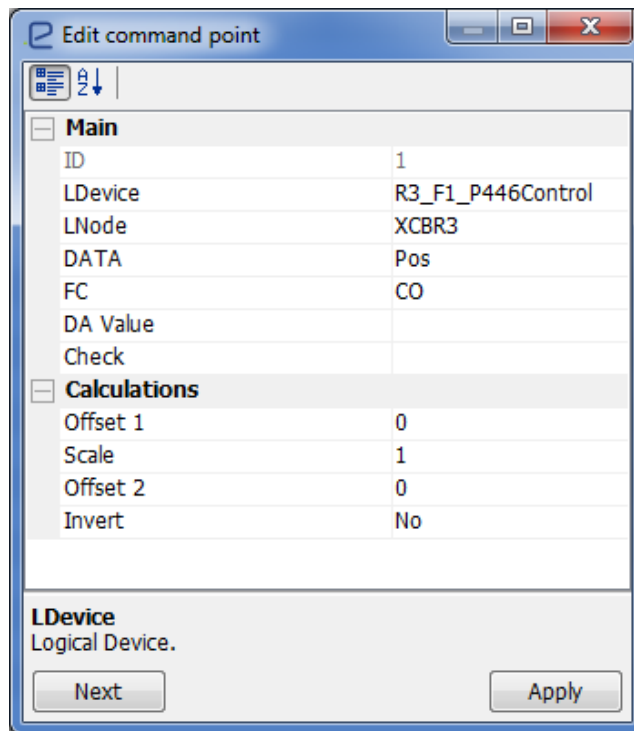 Edit command point
Main
ID 1
LDevice R3_F1_P446Control
LNode XCBR3
DATA Pos
FC CO
DA Value
Check
Calculations
Offset 1 0
Scale 1
Offset 2 0
Invert No
LDevice
Logical Device.
Next Apply